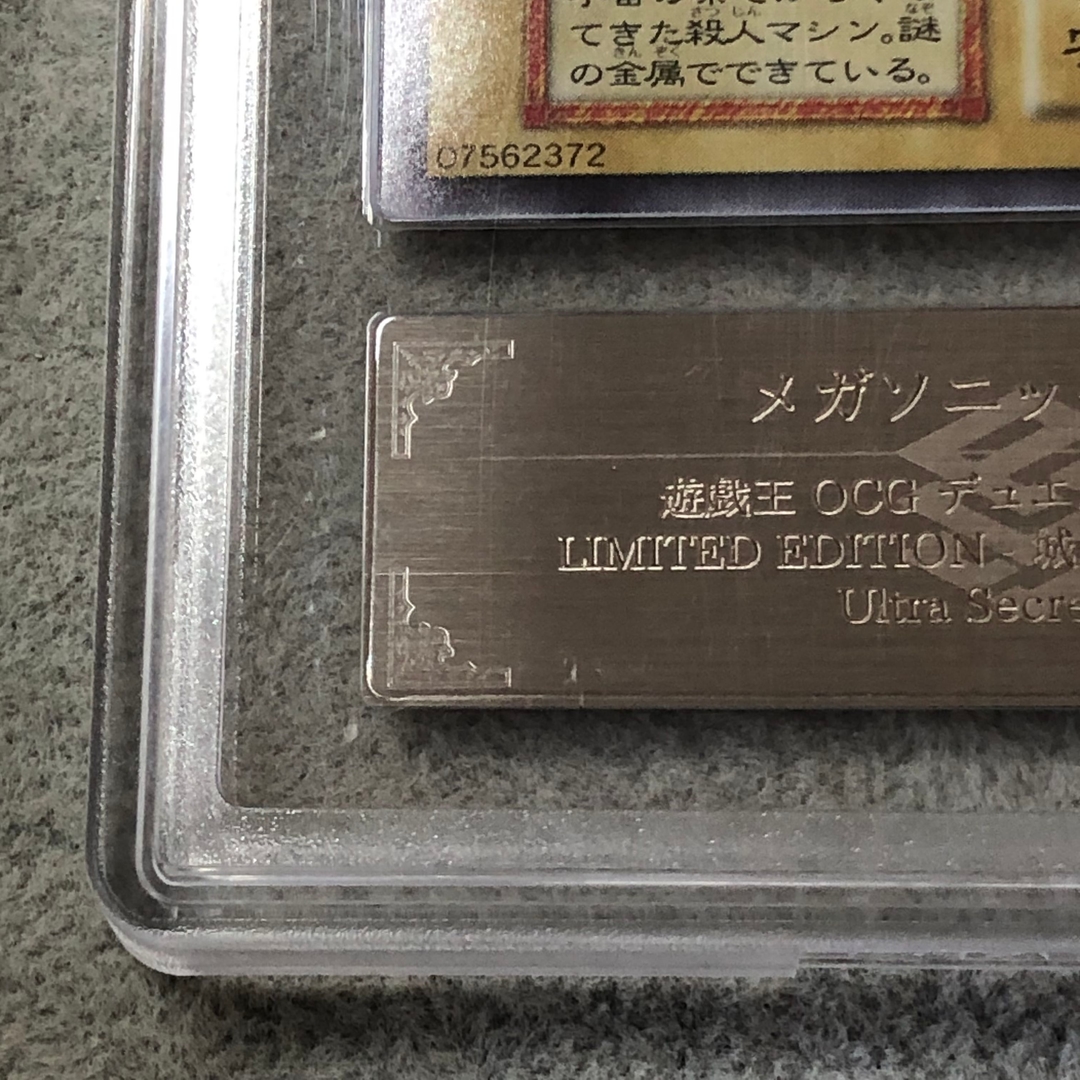 てきた殺人マシン。謎
の金属でできている。
07562372
メガソニッ
遊戯王 OCG デュエ
LIMITED EDITION - 城
Ultra Secre